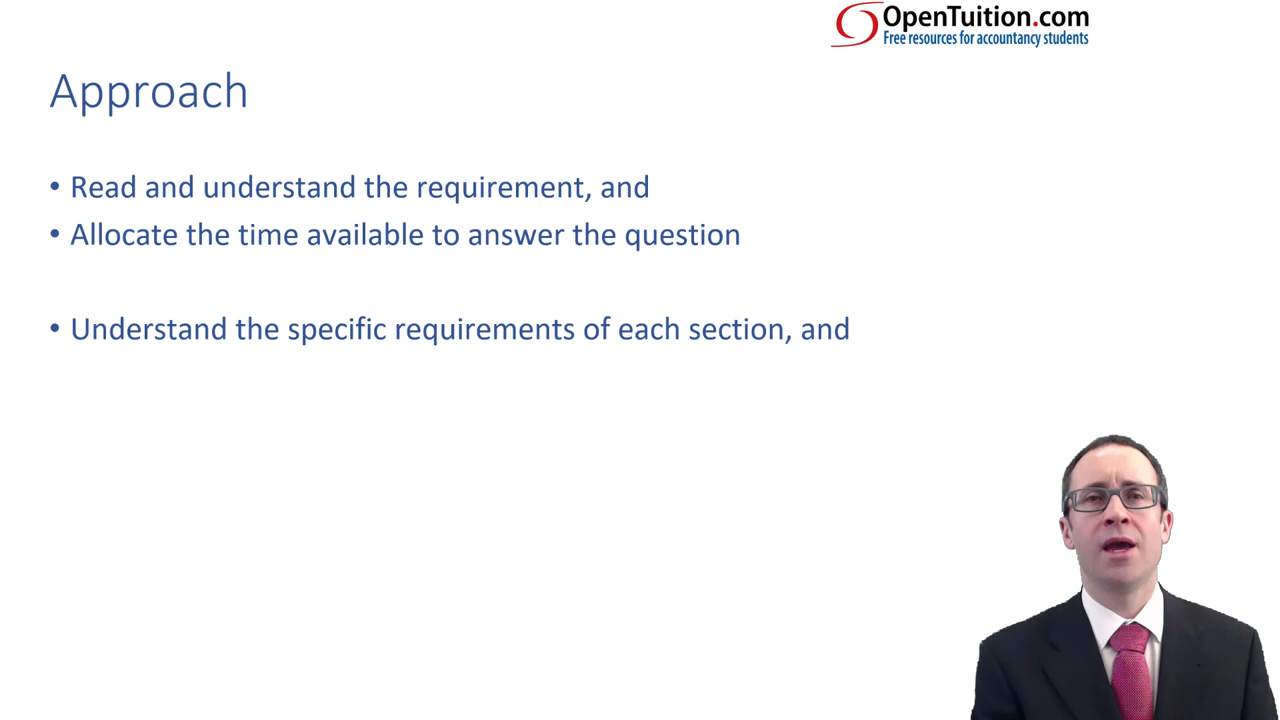 OpenTuition.com
Free resources for accountancy students
Approach
• Read and understand the requirement, and
• Allocate the time available to answer the question
• Understand the specific requirements of each section, and